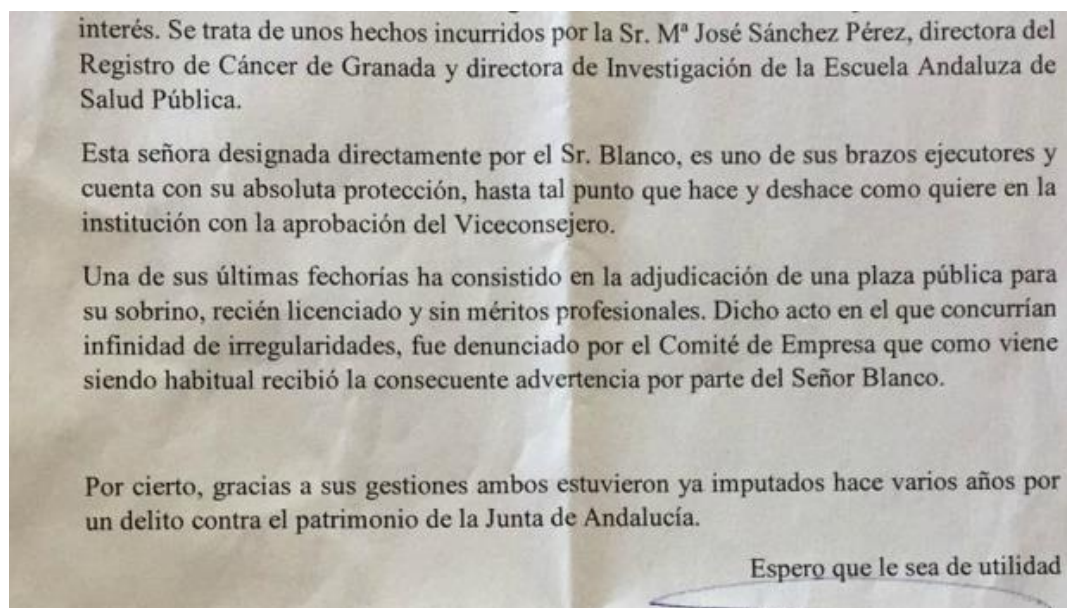 interés. Se trata de unos hechos incurridos por la Sr. Mª José Sánchez Pérez, directora del
Registro de Cáncer de Granada y directora de Investigación de la Escuela Andaluza de
Salud Pública.
Esta señora designada directamente por el Sr. Blanco, es uno de sus brazos ejecutores y
cuenta con su absoluta protección, hasta tal punto que hace y deshace como quiere en la
institución con la aprobación del Viceconsejero.
Una de sus últimas fechorías ha consistido en la adjudicación de una plaza pública para
su sobrino, recién licenciado y sin méritos profesionales. Dicho acto en el que concurrían
infinidad de irregularidades, fue denunciado por el Comité de Empresa que como viene
siendo habitual recibió la consecuente advertencia por parte del Señor Blanco.
Por cierto, gracias a sus gestiones ambos estuvieron ya imputados hace varios años por
un delito contra el patrimonio de la Junta de Andalucía.
Espero que le sea de utilidad